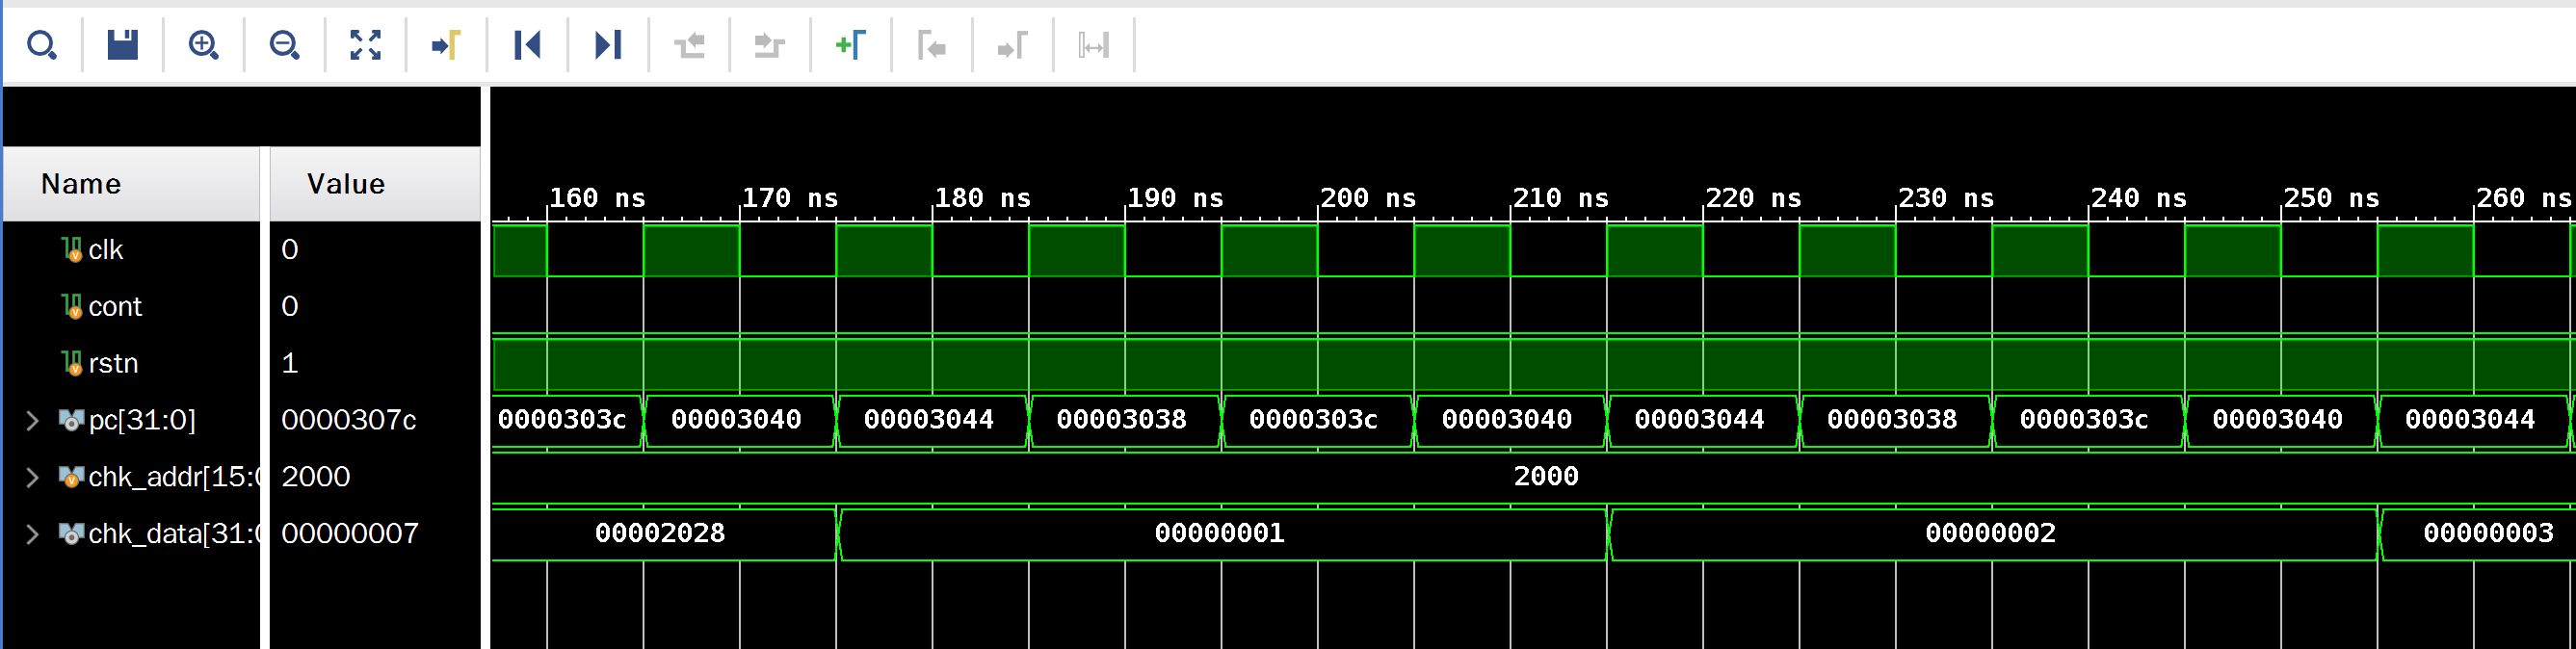 Name Value
160 ns 170 ns 180 ns 190 ns 200 ns 210 ns 220 ns 230 ns 240 ns 250 ns 260 ns
clk 0
cont 0
rstn 1
pc[31:0] 0000307c 0000303c 00003040 00003044 00003038 0000303c 00003040 00003044 00003038 0000303c 00003040 00003044
chk_addr[15:0 2000 2000
chk_data[31:0 00000007 00002028 00000001 00000002 00000003